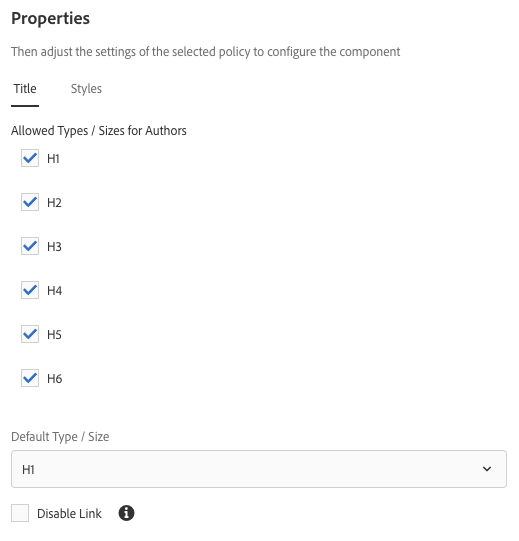 Properties
Then adjust the settings of the selected policy to configure the component
Title Styles
Allowed Types / Sizes for Authors
H1
H2
H3
H4
H5
H6
Default Type / Size
H1
Disable Link